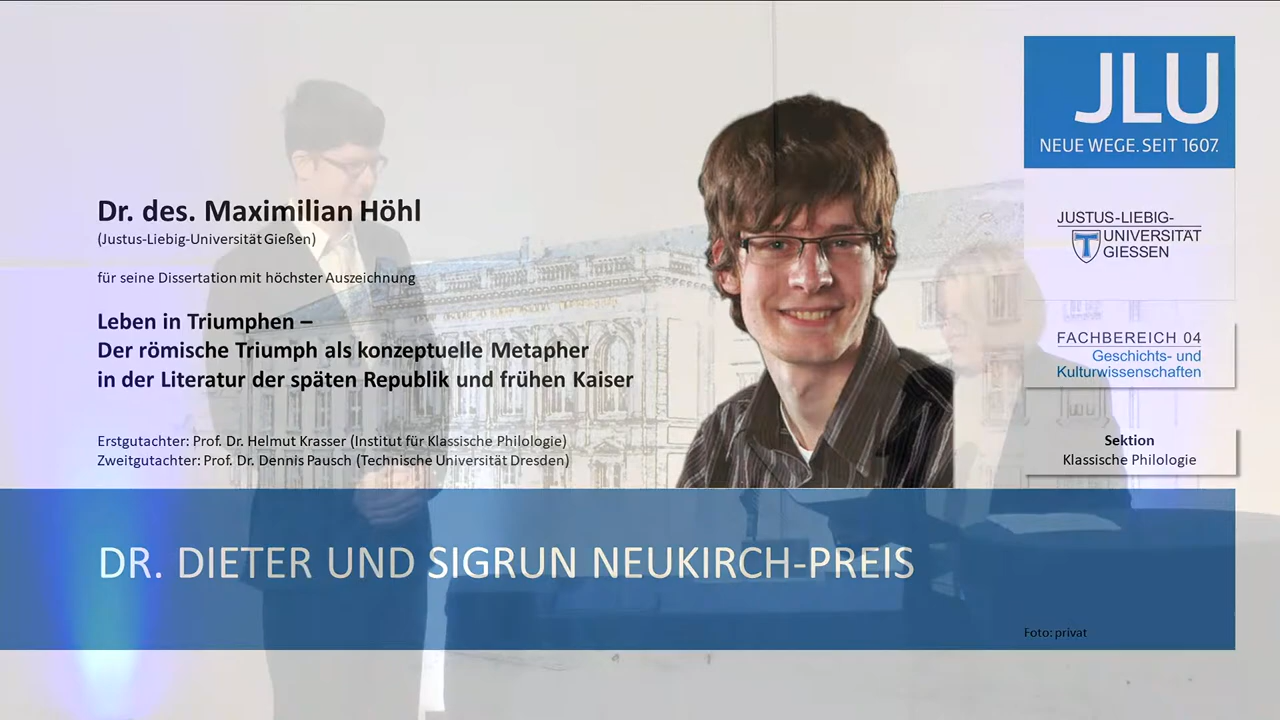 Dr. des. Maximilian Höhl
(Justus-Liebig-Universität Gießen)
für seine Dissertation mit höchster Auszeichnung
Leben in Triumphen –
Der römische Triumph als konzeptuelle Metapher
in der Literatur der späten Republik und frühen Kaiser
Erstgutachter: Prof. Dr. Helmut Krasser (Institut für Klassische Philologie)
Zweitgutachter: Prof. Dr. Dennis Pausch (Technische Universität Dresden)
DR. DIETER UND SIGRUN NEUKIRCH-PREIS
JLU
NEUE WEGE. SEIT 1607.
JUSTUS-LIEBIG-
UNIVERSITÄT
GIESSEN
FACHBEREICH 04
Geschichts- und
Kulturwissenschaften
Sektion
Klassische Philologie
Foto: privat